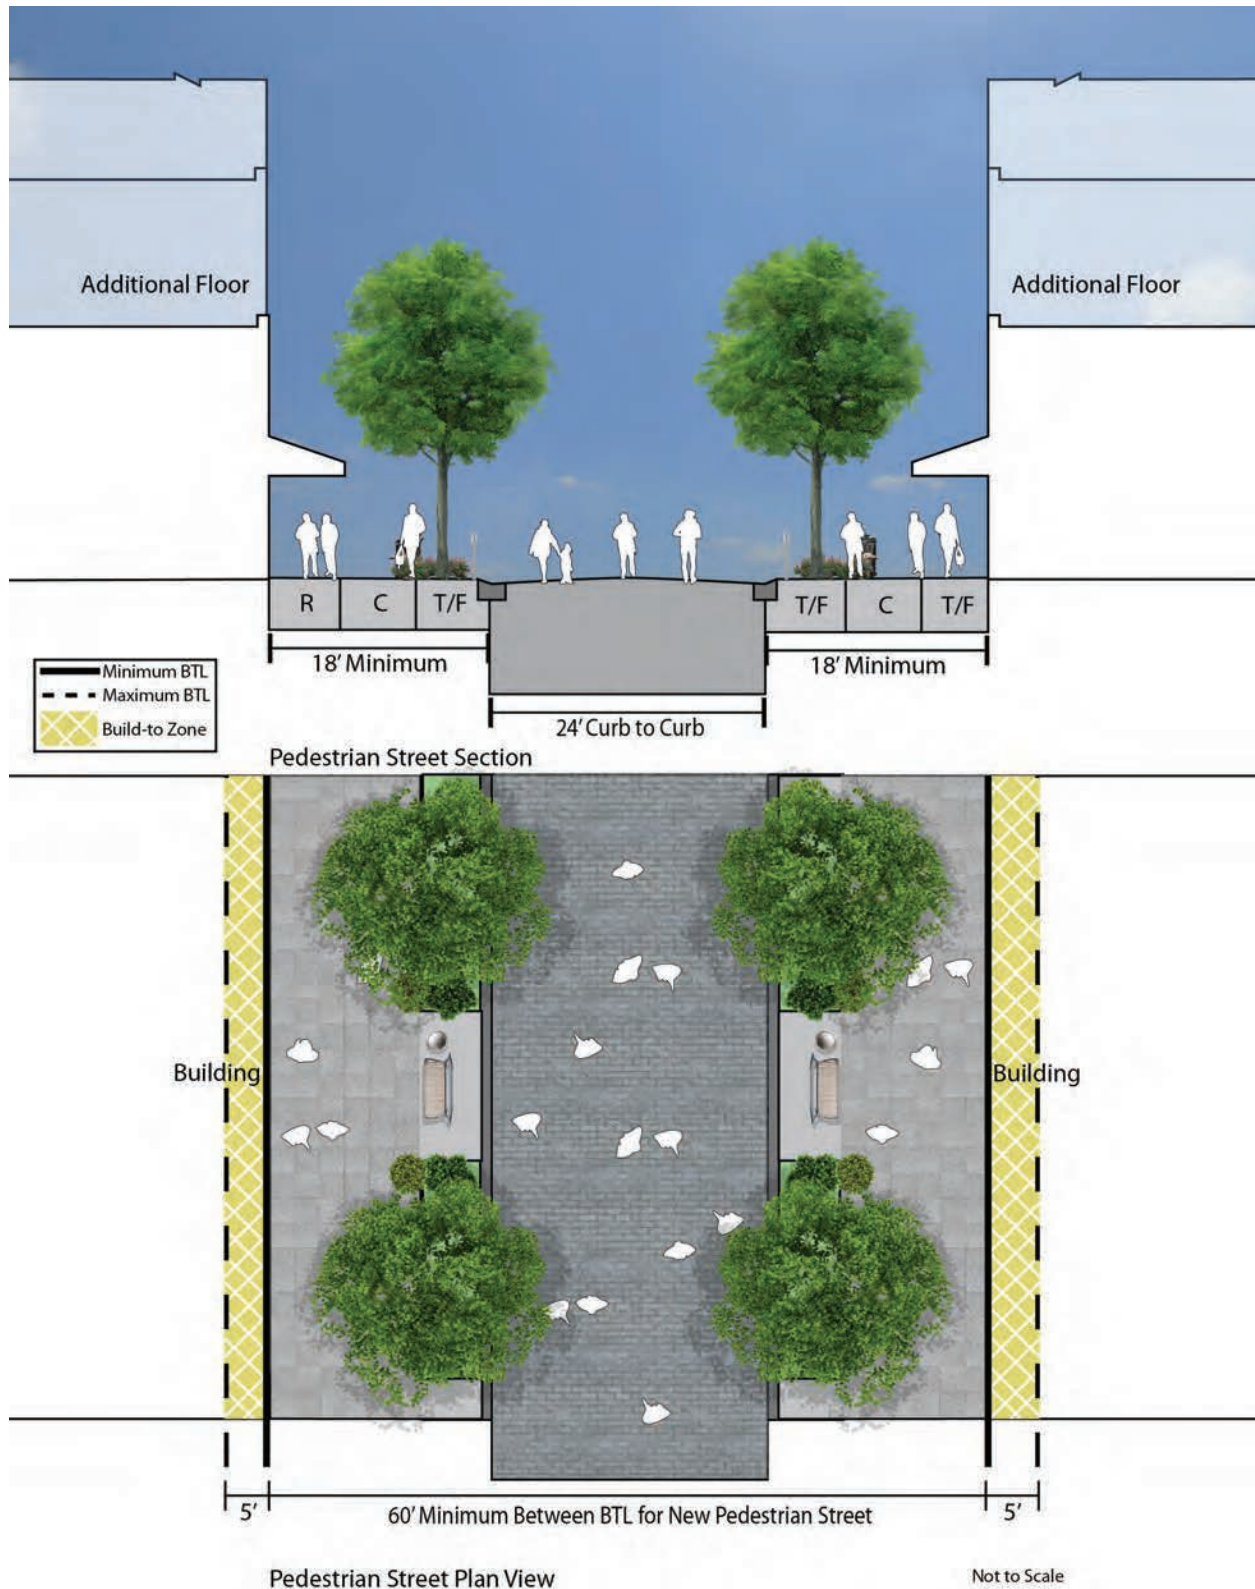 Additional Floor
Additional Floor
R
C
T/F
T/F
C
T/F
18’ Minimum
18’ Minimum
24’ Curb to Curb
Minimum BTL
Maximum BTL
Build-to Zone
Pedestrian Street Section
Building
Building
5’
60’ Minimum Between BTL for New Pedestrian Street
5’
Pedestrian Street Plan View
Not to Scale